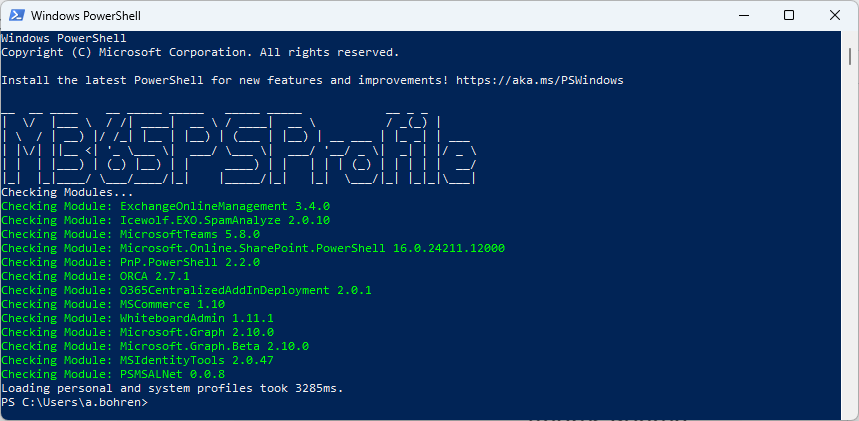 Windows PowerShell
Windows PowerShell
Copyright (C) Microsoft Corporation. All rights reserved.
Install the latest PowerShell for new features and improvements! https://aka.ms/PSWindows
M365PSProfile
Checking Modules...
Checking Module: ExchangeOnlineManagement 3.4.0
Checking Module: Icewolf.EXO.SpamAnalyze 2.0.10
Checking Module: MicrosoftTeams 5.8.0
Checking Module: Microsoft.Online.SharePoint.PowerShell 16.0.24211.12000
Checking Module: PnP.PowerShell 2.2.0
Checking Module: ORCA 2.7.1
Checking Module: O365CentralizedAddInDeployment 2.0.1
Checking Module: MSCommerce 1.10
Checking Module: WhiteboardAdmin 1.11.1
Checking Module: Microsoft.Graph 2.10.0
Checking Module: Microsoft.Graph.Beta 2.10.0
Checking Module: MSIdentityTools 2.0.47
Checking Module: PSMSALNet 0.0.8
Loading personal and system profiles took 3285ms.
PS C:\Users\a.bohren>